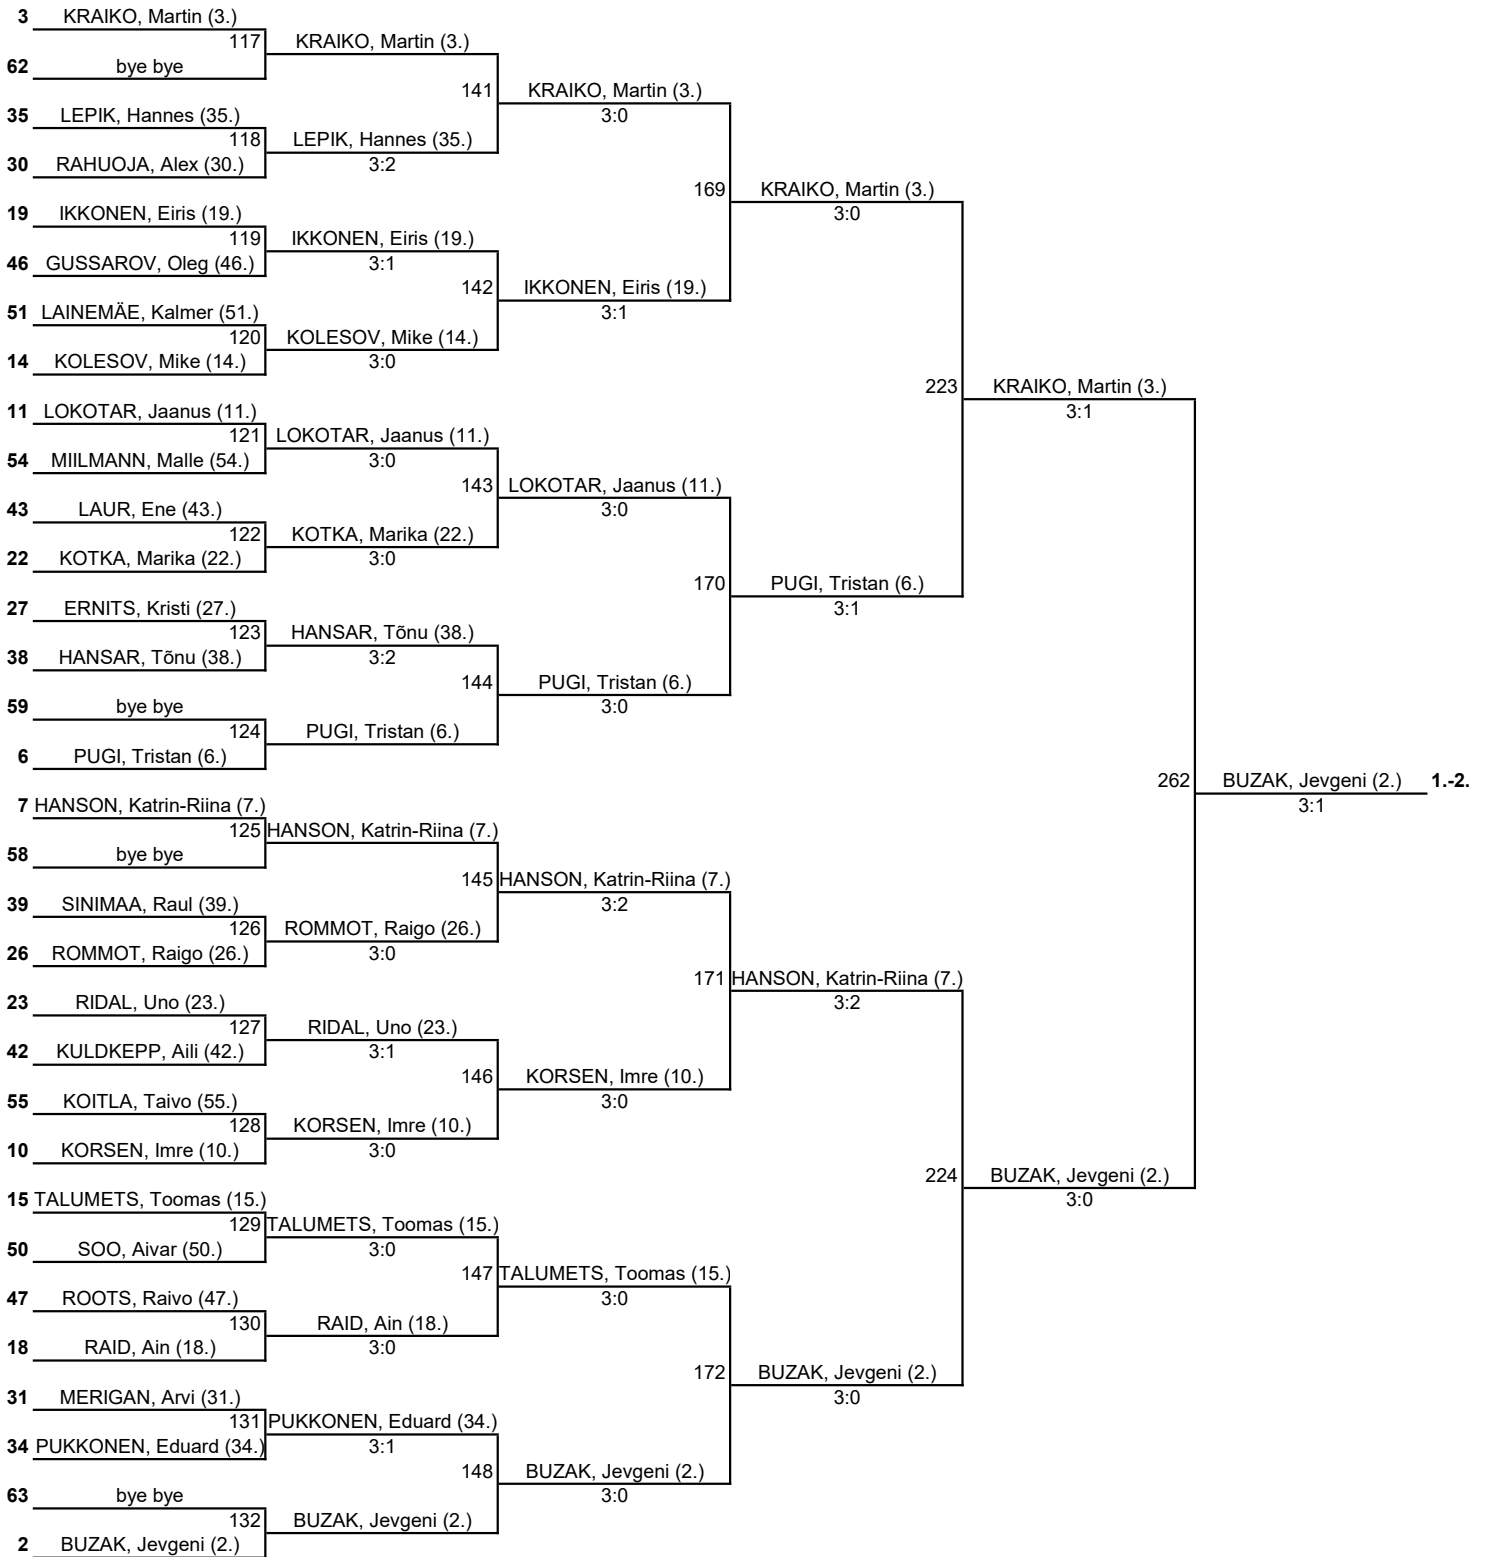 3 KRAIKO, Martin (3.)
117 KRAIKO, Martin (3.)
62 bye bye
141 KRAIKO, Martin (3.)
35 LEPIK, Hannes (35.) 3:0
118 LEPIK, Hannes (35.)
30 RAHUOJA, Alex (30.) 3:2
169 KRAIKO, Martin (3.)
19 IKKONEN, Eiris (19.) 3:0
119 IKKONEN, Eiris (19.)
46 GUSSAROV, Oleg (46.) 3:1
142 IKKONEN, Eiris (19.)
51 LAINEMÄE, Kalmer (51.) 3:1
120 KOLESOV, Mike (14.)
14 KOLESOV, Mike (14.) 3:0
223 KRAIKO, Martin (3.)
11 LOKOTAR, Jaanus (11.) 3:1
121 LOKOTAR, Jaanus (11.)
54 MIILMANN, Malle (54.) 3:0
143 LOKOTAR, Jaanus (11.)
43 LAUR, Ene (43.) 3:0
122 KOTKA, Marika (22.)
22 KOTKA, Marika (22.) 3:0
170 PUGI, Tristan (6.)
27 ERNITS, Kristi (27.) 3:1
123 HANSAR, Tõnu (38.)
38 HANSAR, Tõnu (38.) 3:2
144 PUGI, Tristan (6.)
59 bye bye 3:0
124 PUGI, Tristan (6.)
6 PUGI, Tristan (6.)
262 BUZAK, Jevgeni (2.) 1.-2.
7 HANSON, Katrin-Riina (7.) 3:1
125 HANSON, Katrin-Riina (7.)
58 bye bye
145 HANSON, Katrin-Riina (7.)
39 SINIMAA, Raul (39.) 3:2
126 ROMMOT, Raigo (26.)
26 ROMMOT, Raigo (26.) 3:0
171 HANSON, Katrin-Riina (7.)
23 RIDAL, Uno (23.) 3:2
127 RIDAL, Uno (23.)
42 KULDKEPP, Aili (42.) 3:1
146 KORSEN, Imre (10.)
55 KOITLA, Taivo (55.) 3:0
128 KORSEN, Imre (10.)
10 KORSEN, Imre (10.) 3:0
224 BUZAK, Jevgeni (2.)
15 TALUMETS, Toomas (15.) 3:0
129 TALUMETS, Toomas (15.)
50 SOO, Aivar (50.) 3:0
147 TALUMETS, Toomas (15.)
47 ROOTS, Raivo (47.) 3:0
130 RAID, Ain (18.)
18 RAID, Ain (18.) 3:0
172 BUZAK, Jevgeni (2.)
31 MERIGAN, Arvi (31.) 3:0
131 PUKKONEN, Eduard (34.)
34 PUKKONEN, Eduard (34.) 3:1
148 BUZAK, Jevgeni (2.)
63 bye bye 3:0
132 BUZAK, Jevgeni (2.)
2 BUZAK, Jevgeni (2.)